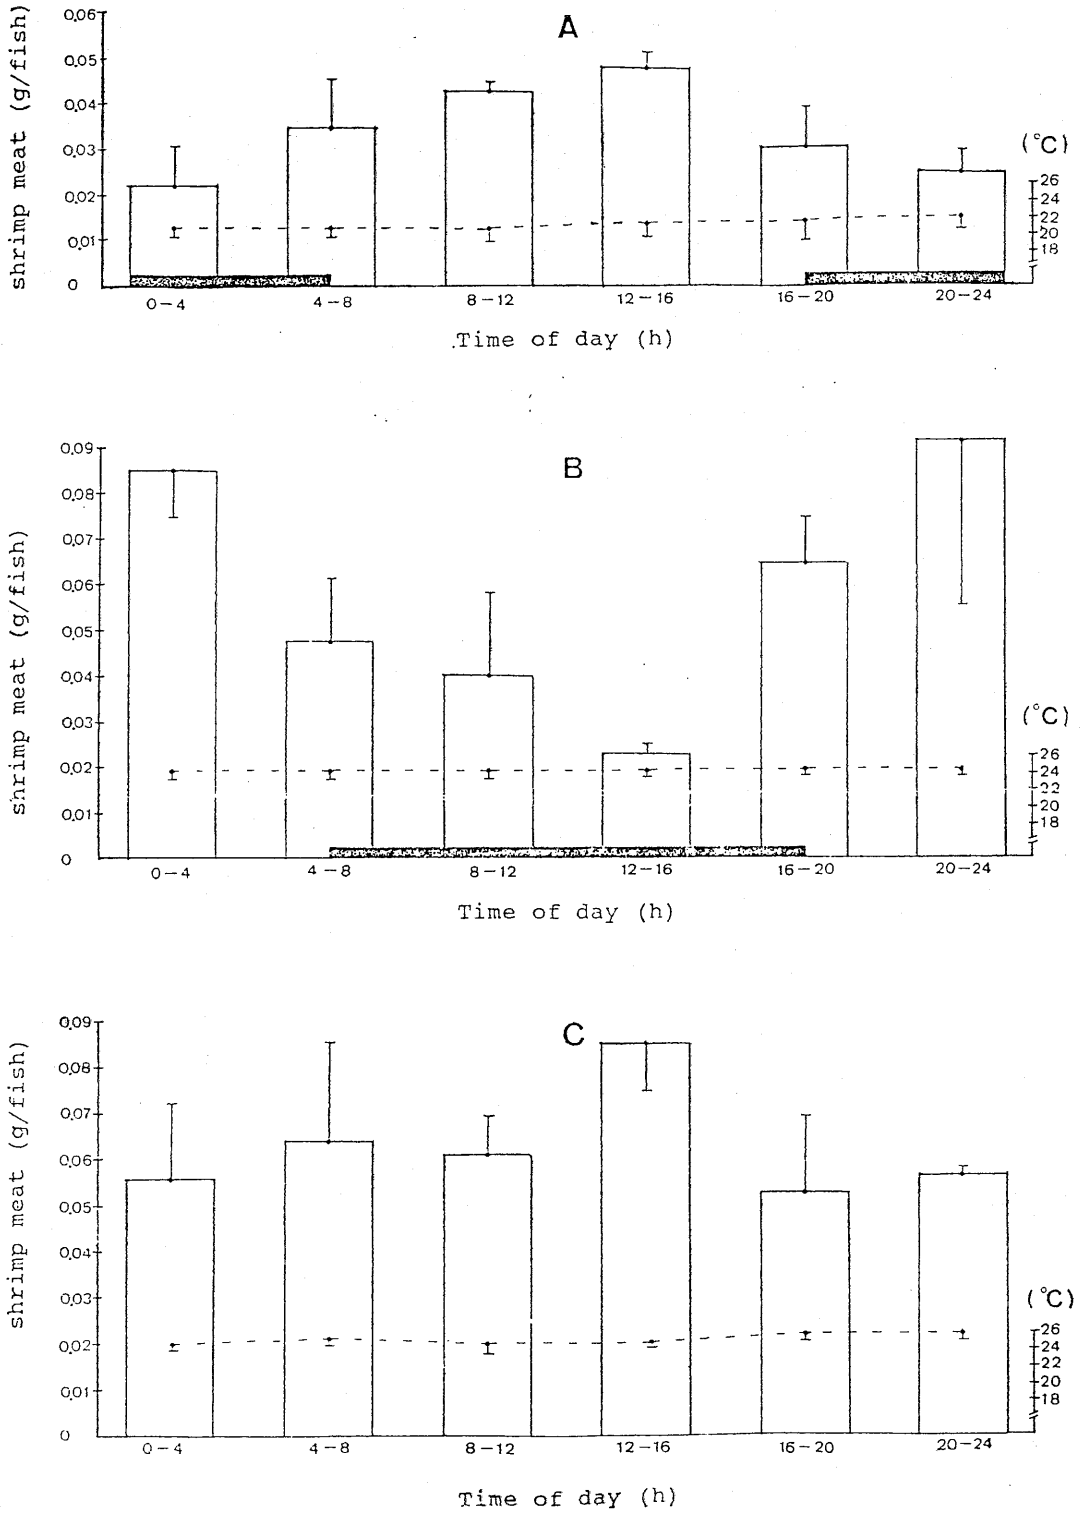 A
shrimp meat (g/fish)
0,06
0,05
0,04
0,03
0,02
0,01
0
(°C)
26
24
22
20
18
0-4 4-8 8-12 12-16 16-20 20-24
.Time of day (h)
B
shrimp meat (g/fish)
0,09
0,08
0,07
0,06
0,05
0,04
0,03
0,02
0,01
0
(°C)
26
24
22
20
18
0-4 4-8 8-12 12-16 16-20 20-24
Time of day (h)
C
shrimp meat (g/fish)
0,09
0,08
0,07
0,06
0,05
0,04
0,03
0,02
0,01
0
(°C)
26
24
22
20
18
0-4 4-8 8-12 12-16 16-20 20-24
Time of day (h)